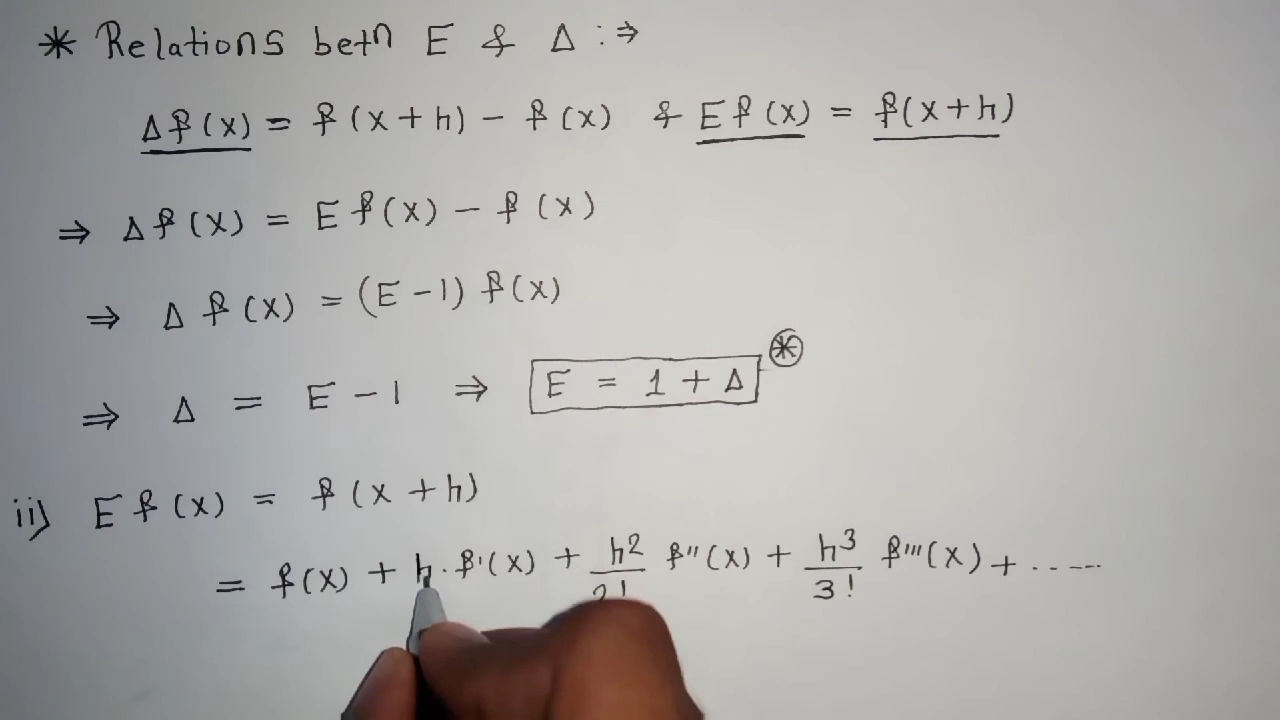 * Relations betn E & Δ :⇒
Δf(x) = f(x+h) - f(x) & Ef(x) = f(x+h)
⇒ Δf(x) = Ef(x) - f(x)
⇒ Δf(x) = (E-1) f(x)
⇒ Δ = E - 1 ⇒ E = 1 + Δ *
ii) Ef(x) = f(x+h)
= f(x) + h.f'(x) + h²/2! f''(x) + h³/3! f'''(x) + .....